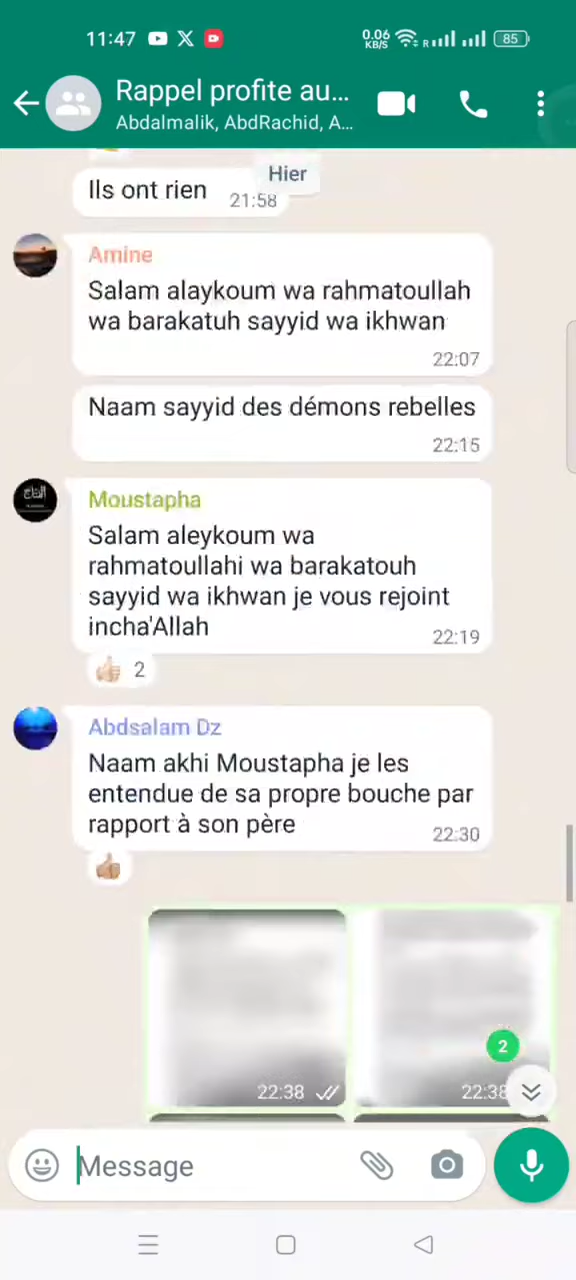 11:47
0.06
KB/S
R
85
Rappel profite au...
Abdalmalik, AbdRachid, A...
Hier
Ils ont rien
21:58
Amine
Salam alaykoum wa rahmatoullah
wa barakatuh sayyid wa ikhwan
22:07
Naam sayyid des démons rebelles
22:15
Moustapha
Salam aleykoum wa
rahmatoullahi wa barakatouh
sayyid wa ikhwan je vous rejoint
incha'Allah
22:19
2
Abdsalam Dz
Naam akhi Moustapha je les
entendue de sa propre bouche par
rapport à son père
22:30
2
22:38
22:38
Message